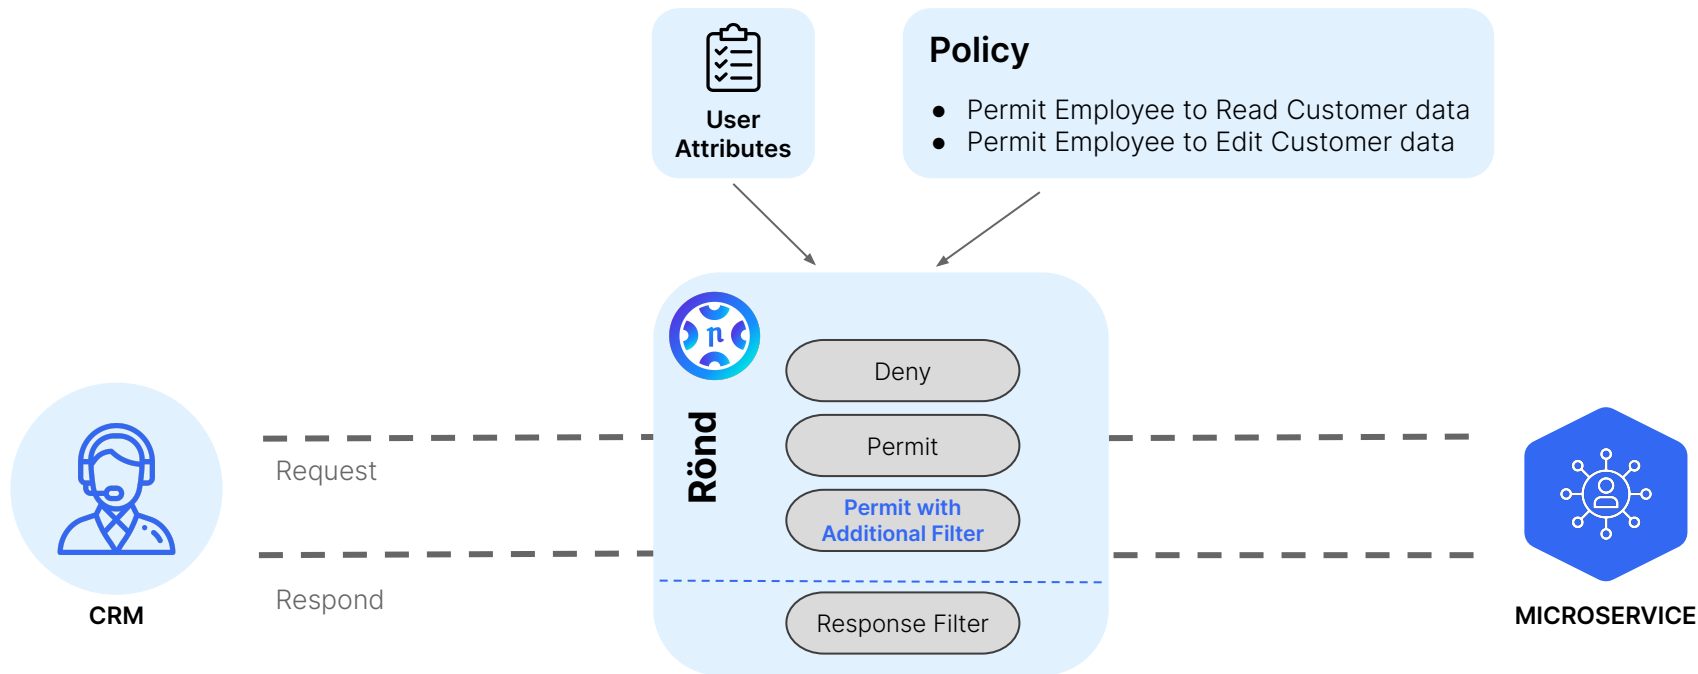 User
Attributes
Policy
● Permit Employee to Read Customer data
● Permit Employee to Edit Customer data
n
Rönd
Deny
Permit
Permit with
Additional Filter
Response Filter
Request
Respond
CRM
MICROSERVICE